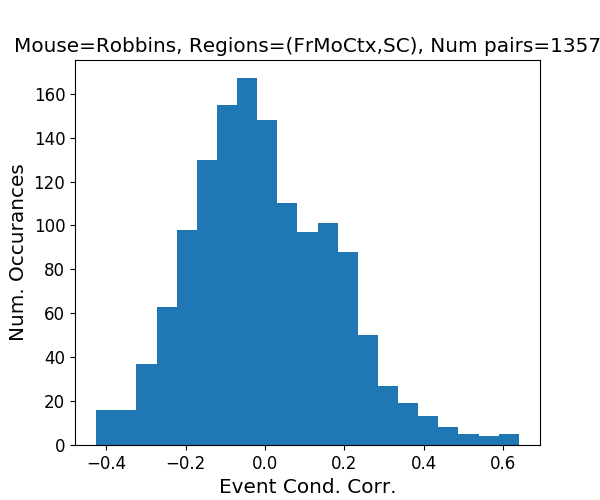 Mouse=Robbins, Regions=(FrMoCtx,SC), Num pairs=1357
Num. Occurances
160
140
120
100
80
60
40
20
0
−0.4 −0.2 0.0 0.2 0.4 0.6
Event Cond. Corr.